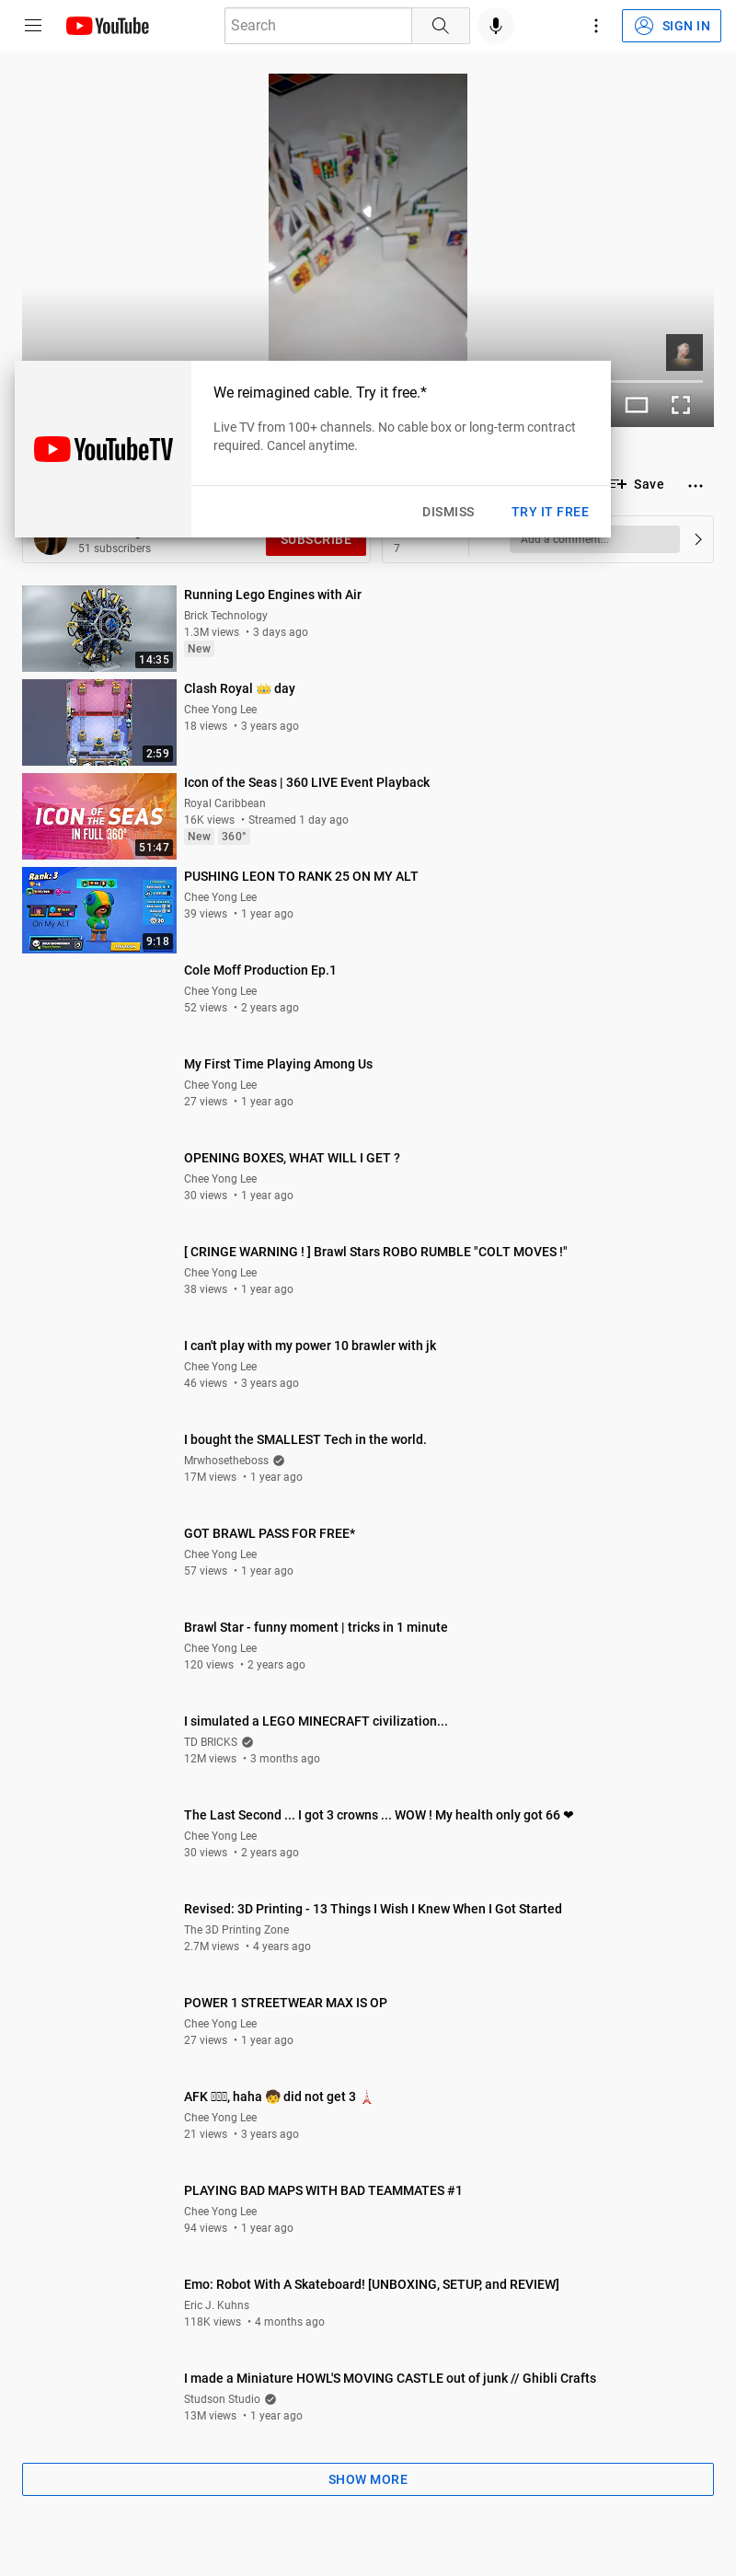 YouTube
Search
SIGN IN
We reimagined cable. Try it free.*
Live TV from 100+ channels. No cable box or long-term contract
required. Cancel anytime.
YouTubeTV
DISMISS TRY IT FREE
Save
51 subscribers
SUBSCRIBE
7
Add a comment...
Running Lego Engines with Air
Brick Technology
1.3M views • 3 days ago
New
14:35
Clash Royal 👑 day
Chee Yong Lee
18 views • 3 years ago
2:59
Icon of the Seas | 360 LIVE Event Playback
Royal Caribbean
16K views • Streamed 1 day ago
New 360°
ICON OF THE SEAS
IN FULL 360°
51:47
PUSHING LEON TO RANK 25 ON MY ALT
Chee Yong Lee
39 views • 1 year ago
Rank: 3
On My ALT
9:18
Cole Moff Production Ep.1
Chee Yong Lee
52 views • 2 years ago
My First Time Playing Among Us
Chee Yong Lee
27 views • 1 year ago
OPENING BOXES, WHAT WILL I GET ?
Chee Yong Lee
30 views • 1 year ago
[ CRINGE WARNING ! ] Brawl Stars ROBO RUMBLE "COLT MOVES !"
Chee Yong Lee
38 views • 1 year ago
I can't play with my power 10 brawler with jk
Chee Yong Lee
46 views • 3 years ago
I bought the SMALLEST Tech in the world.
Mrwhosetheboss
17M views • 1 year ago
GOT BRAWL PASS FOR FREE*
Chee Yong Lee
57 views • 1 year ago
Brawl Star - funny moment | tricks in 1 minute
Chee Yong Lee
120 views • 2 years ago
I simulated a LEGO MINECRAFT civilization...
TD BRICKS
12M views • 3 months ago
The Last Second ... I got 3 crowns ... WOW ! My health only got 66 ❤
Chee Yong Lee
30 views • 2 years ago
Revised: 3D Printing - 13 Things I Wish I Knew When I Got Started
The 3D Printing Zone
2.7M views • 4 years ago
POWER 1 STREETWEAR MAX IS OP
Chee Yong Lee
27 views • 1 year ago
AFK , haha 🧒 did not get 3 🗼
Chee Yong Lee
21 views • 3 years ago
PLAYING BAD MAPS WITH BAD TEAMMATES #1
Chee Yong Lee
94 views • 1 year ago
Emo: Robot With A Skateboard! [UNBOXING, SETUP, and REVIEW]
Eric J. Kuhns
118K views • 4 months ago
I made a Miniature HOWL'S MOVING CASTLE out of junk // Ghibli Crafts
Studson Studio
13M views • 1 year ago
SHOW MORE